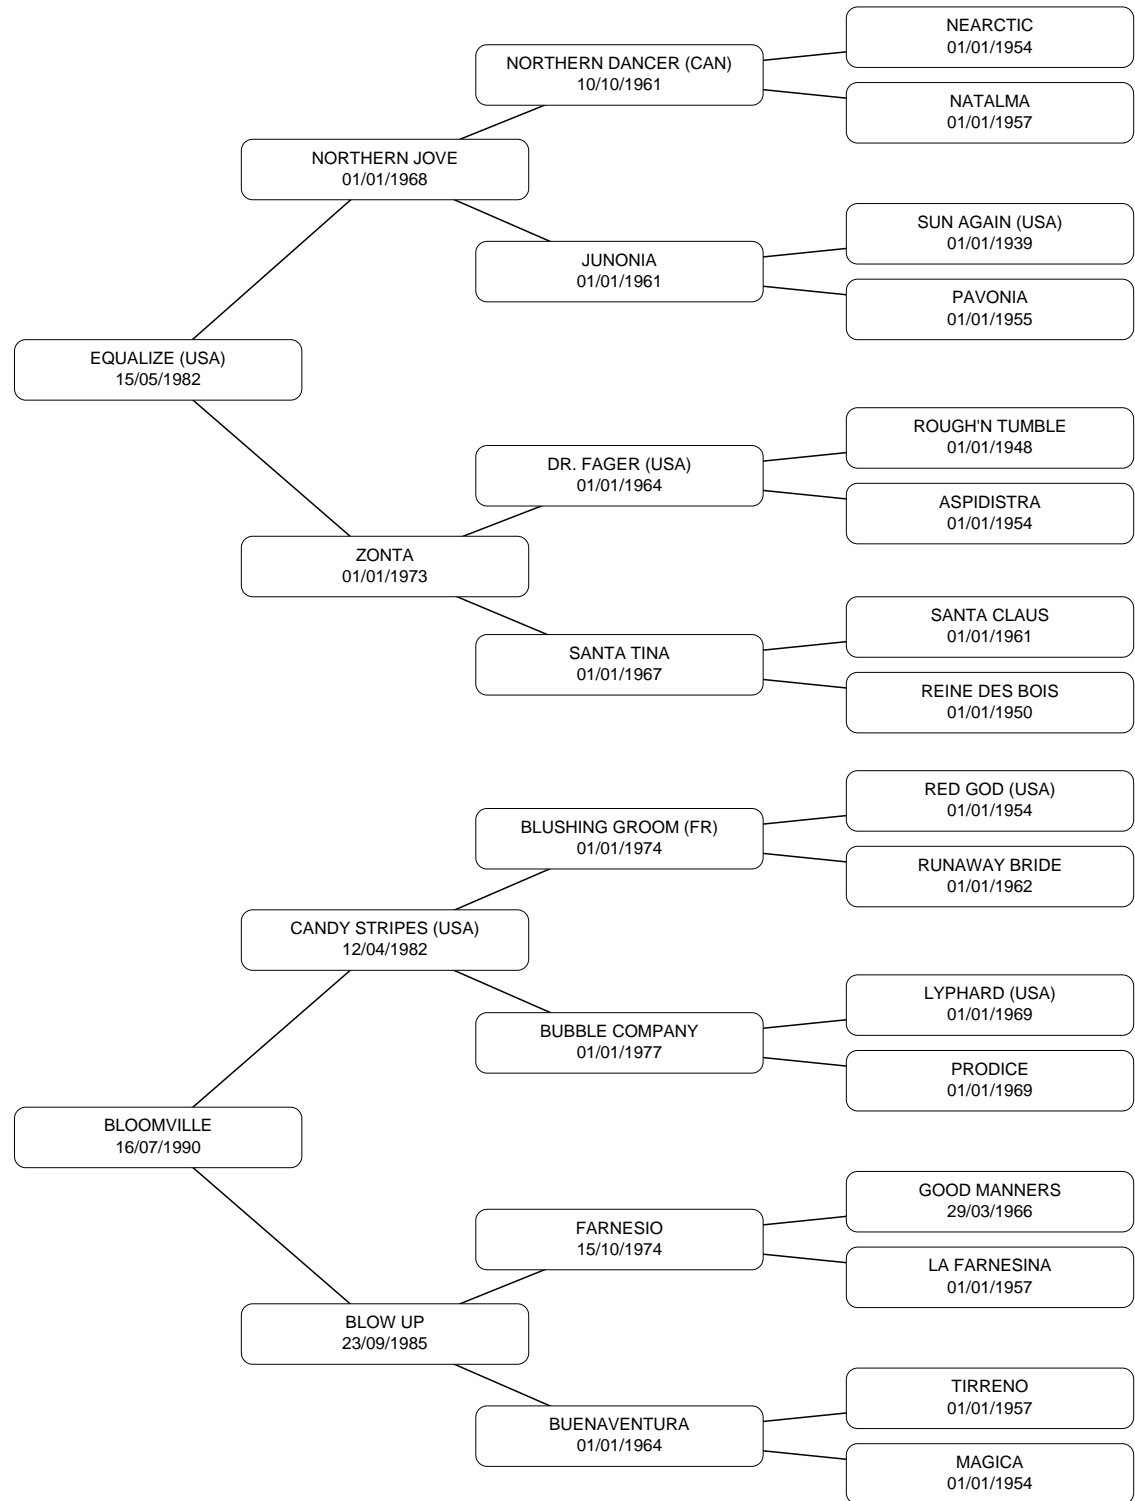 NEARCTIC
01/01/1954
NORTHERN DANCER (CAN)
10/10/1961
NATALMA
01/01/1957
NORTHERN JOVE
01/01/1968
SUN AGAIN (USA)
01/01/1939
JUNONIA
01/01/1961
PAVONIA
01/01/1955
EQUALIZE (USA)
15/05/1982
ROUGH'N TUMBLE
01/01/1948
DR. FAGER (USA)
01/01/1964
ASPIDISTRA
01/01/1954
ZONTA
01/01/1973
SANTA CLAUS
01/01/1961
SANTA TINA
01/01/1967
REINE DES BOIS
01/01/1950
RED GOD (USA)
01/01/1954
BLUSHING GROOM (FR)
01/01/1974
RUNAWAY BRIDE
01/01/1962
CANDY STRIPES (USA)
12/04/1982
LYPHARD (USA)
01/01/1969
BUBBLE COMPANY
01/01/1977
PRODICE
01/01/1969
BLOOMVILLE
16/07/1990
GOOD MANNERS
29/03/1966
FARNESIO
15/10/1974
LA FARNESINA
01/01/1957
BLOW UP
23/09/1985
TIRRENO
01/01/1957
BUENAVENTURA
01/01/1964
MAGICA
01/01/1954